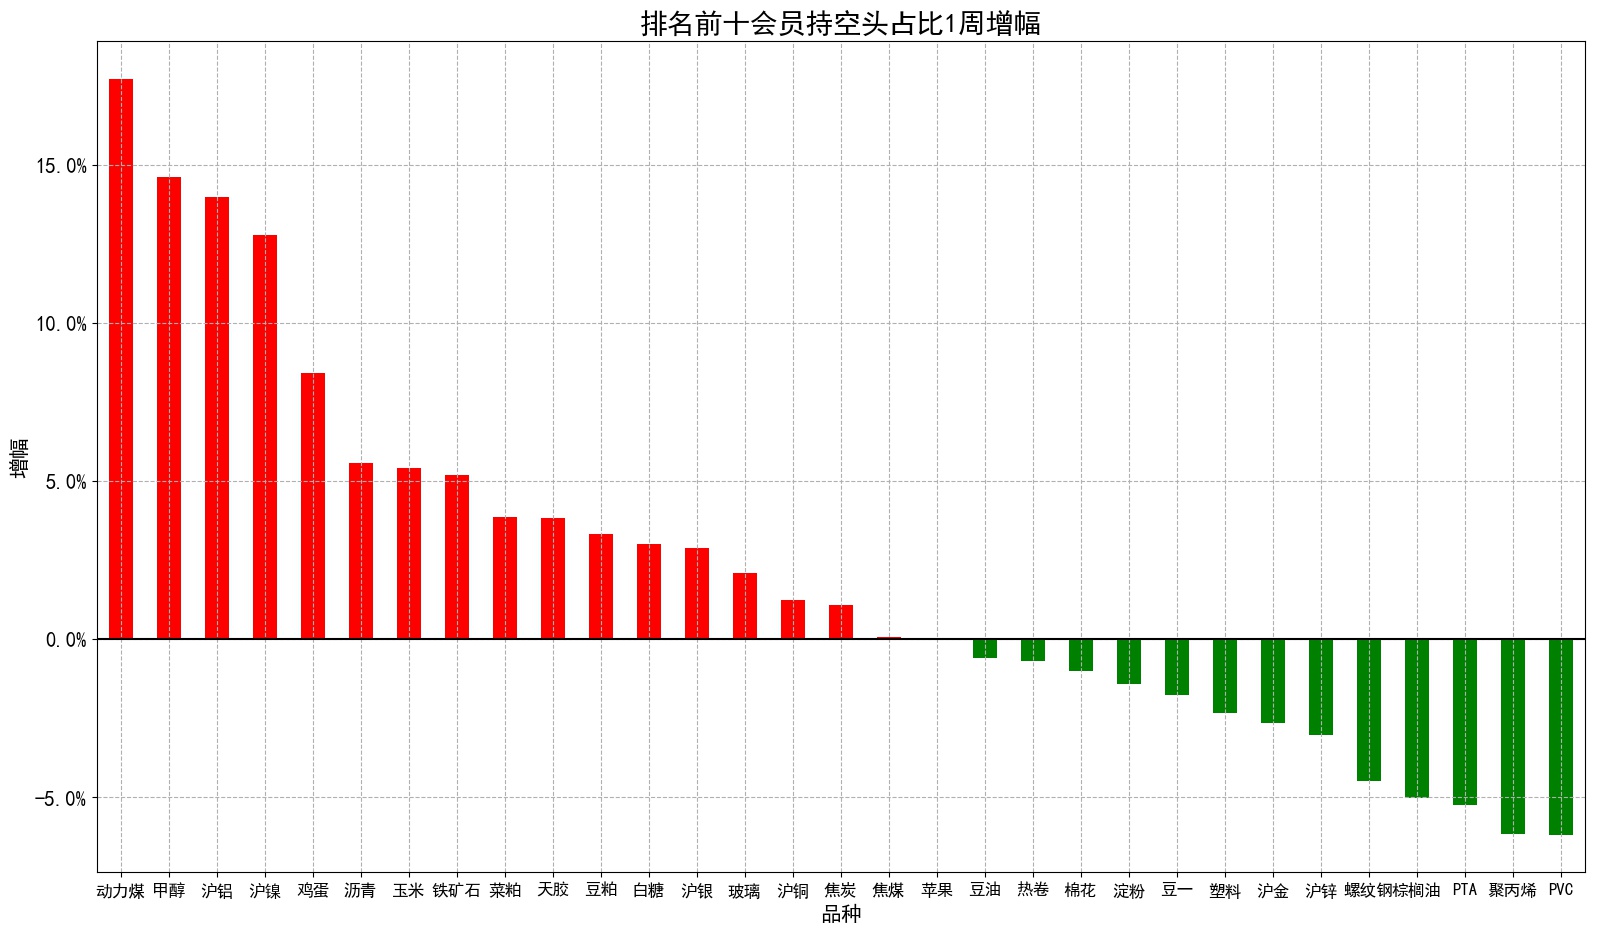 排名前十会员持空头占比1周增幅
增幅
15.0%
10.0%
5.0%
0.0%
−5.0%
动力煤 甲醇 沪铝 沪镍 鸡蛋 沥青 玉米 铁矿石 菜粕 天胶 豆粕 白糖 沪银 玻璃 沪铜 焦炭 焦煤 苹果 豆油 热卷 棉花 淀粉 豆一 塑料 沪金 沪锌 螺纹钢 棕榈油 PTA 聚丙烯 PVC
品种